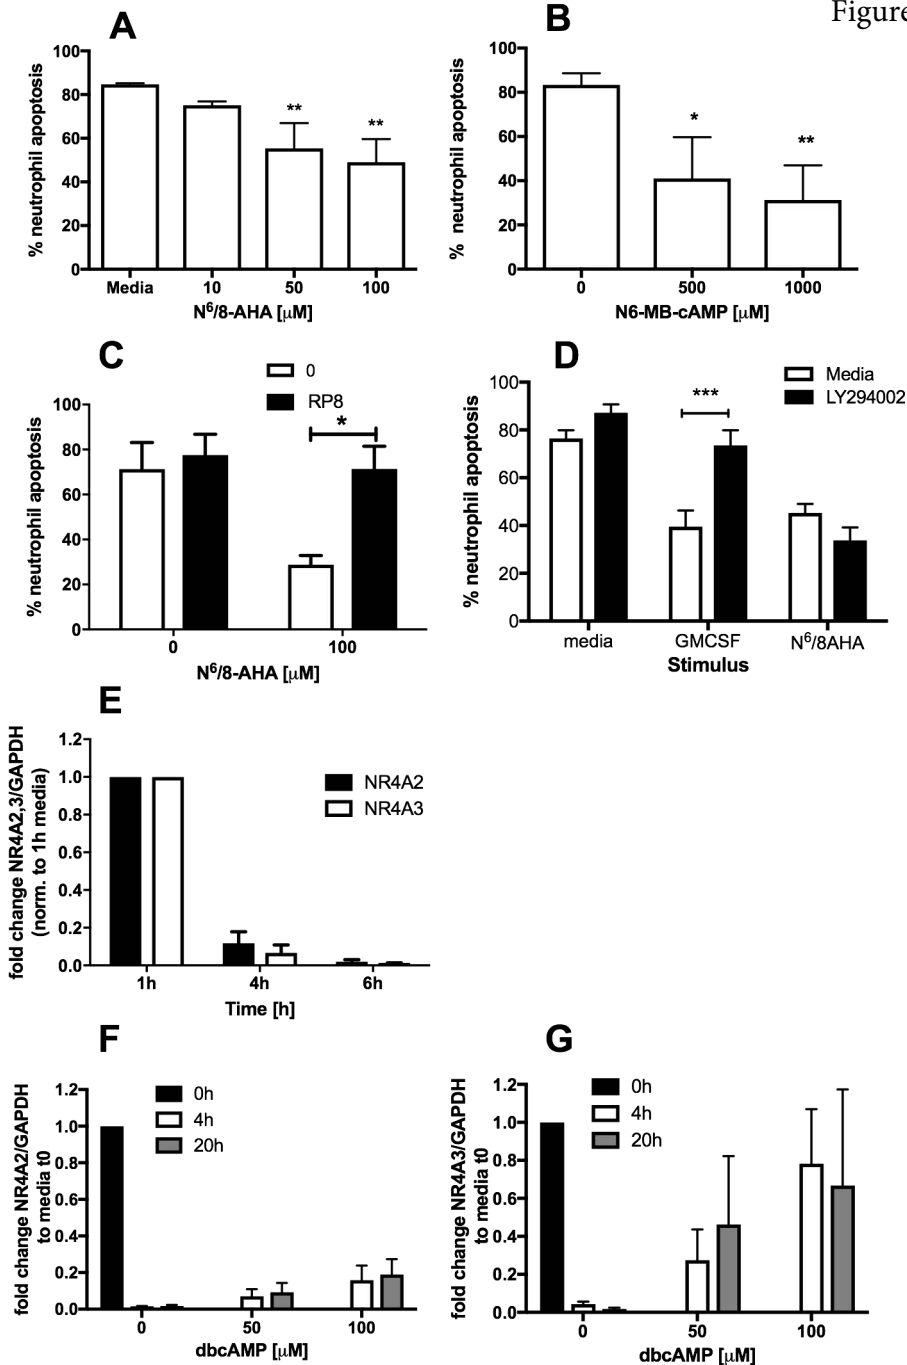 Figure
A
% neutrophil apoptosis
100
80
60
40
20
0
**
**
Media 10 50 100
N⁶/8-AHA [μM]
B
% neutrophil apoptosis
100
80
60
40
20
0
*
**
0 500 1000
N6-MB-cAMP [μM]
C
0
RP8
% neutrophil apoptosis
100
80
60
40
20
0
*
0 100
N⁶/8-AHA [μM]
D
Media
LY294002
% neutrophil apoptosis
100
80
60
40
20
0
***
media GMCSF N⁶/8AHA
Stimulus
E
fold change NR4A2,3/GAPDH
(norm. to 1h media)
1.2
1.0
0.8
0.6
0.4
0.2
0.0
NR4A2
NR4A3
1h 4h 6h
Time [h]
F
fold change NR4A2/GAPDH
to media t0
1.2
1.0
0.8
0.6
0.4
0.2
0.0
0h
4h
20h
0 50 100
dbcAMP [μM]
G
fold change NR4A3/GAPDH
to media t0
1.2
1.0
0.8
0.6
0.4
0.2
0.0
0h
4h
20h
0 50 100
dbcAMP [μM]